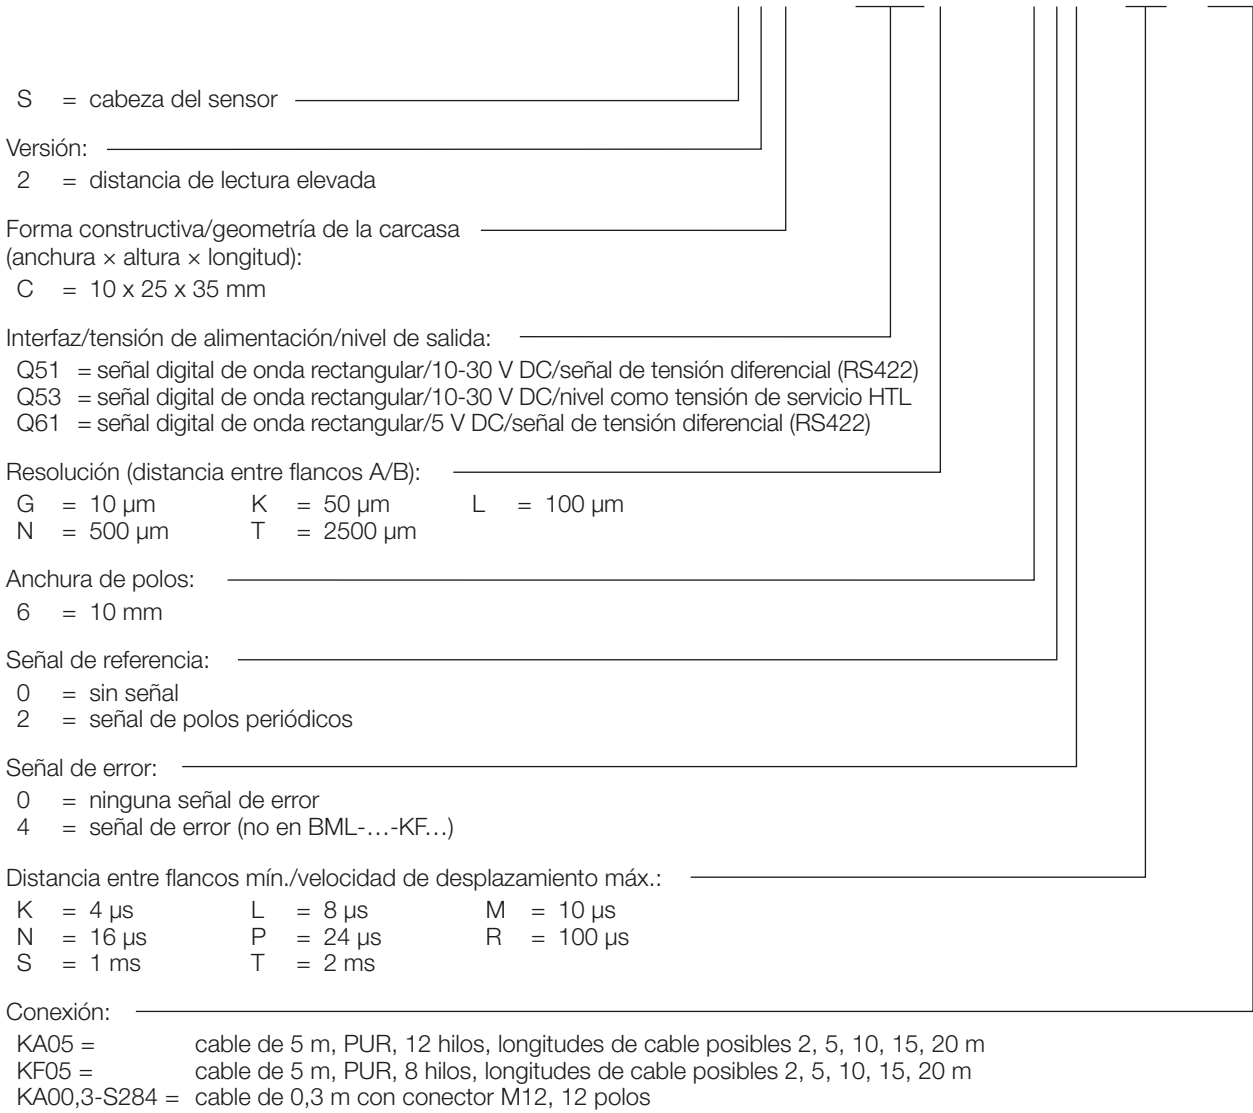 S = cabeza del sensor
Versión:
2 = distancia de lectura elevada
Forma constructiva/geometría de la carcasa
(anchura × altura × longitud):
C = 10 x 25 x 35 mm
Interfaz/tensión de alimentación/nivel de salida:
Q51 = señal digital de onda rectangular/10-30 V DC/señal de tensión diferencial (RS422)
Q53 = señal digital de onda rectangular/10-30 V DC/nivel como tensión de servicio HTL
Q61 = señal digital de onda rectangular/5 V DC/señal de tensión diferencial (RS422)
Resolución (distancia entre flancos A/B):
G = 10 µm K = 50 µm L = 100 µm
N = 500 µm T = 2500 µm
Anchura de polos:
6 = 10 mm
Señal de referencia:
0 = sin señal
2 = señal de polos periódicos
Señal de error:
0 = ninguna señal de error
4 = señal de error (no en BML-…-KF…)
Distancia entre flancos mín./velocidad de desplazamiento máx.:
K = 4 µs L = 8 µs M = 10 µs
N = 16 µs P = 24 µs R = 100 µs
S = 1 ms T = 2 ms
Conexión:
KA05 = cable de 5 m, PUR, 12 hilos, longitudes de cable posibles 2, 5, 10, 15, 20 m
KF05 = cable de 5 m, PUR, 8 hilos, longitudes de cable posibles 2, 5, 10, 15, 20 m
KA00,3-S284 = cable de 0,3 m con conector M12, 12 polos